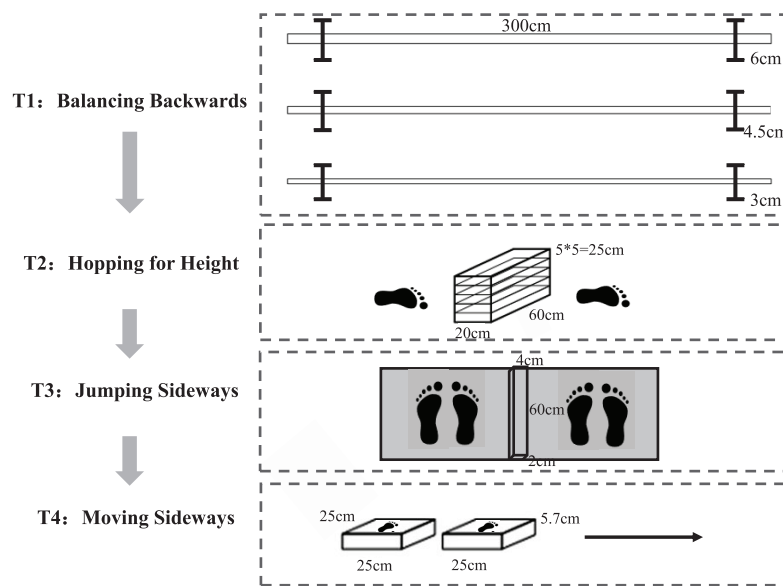 300cm
6cm
T1：Balancing Backwards
4.5cm
3cm
T2：Hopping for Height
5*5=25cm
60cm
20cm
T3：Jumping Sideways
4cm
60cm
2cm
T4：Moving Sideways
25cm
5.7cm
25cm
25cm